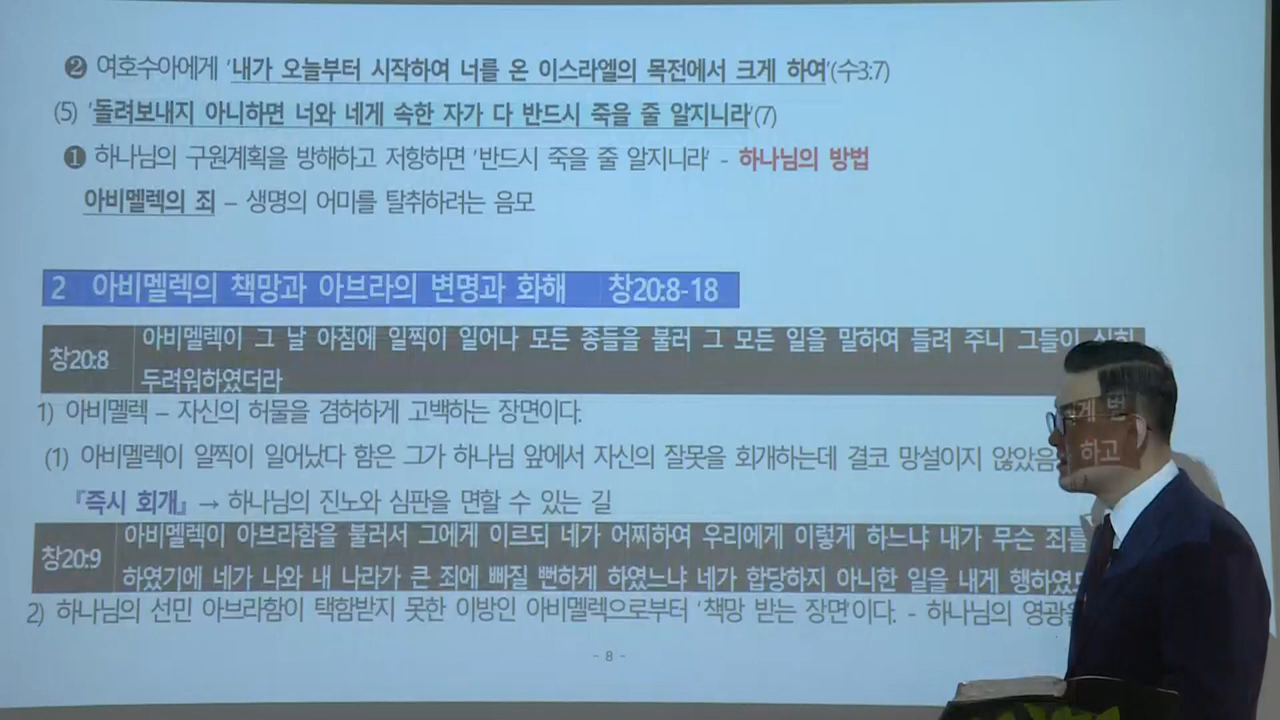 ❷ 여호수아에게 '내가 오늘부터 시작하여 너를 온 이스라엘의 목전에서 크게 하여'(수3:7)
(5) '돌려보내지 아니하면 너와 네게 속한 자가 다 반드시 죽을 줄 알지니라'(7)
❶ 하나님의 구원계획을 방해하고 저항하면 '반드시 죽을 줄 알지니라' - 하나님의 방법
아비멜렉의 죄 – 생명의 어미를 탈취하려는 음모
2 아비멜렉의 책망과 아브라의 변명과 화해 창20:8-18
창20:8 아비멜렉이 그 날 아침에 일찍이 일어나 모든 종들을 불러 그 모든 일을 말하여 들려 주니 그들이
두려워하였더라
1) 아비멜렉 – 자신의 허물을 겸허하게 고백하는 장면이다.
(1) 아비멜렉이 일찍이 일어났다 함은 그가 하나님 앞에서 자신의 잘못을 회개하는데 결코 망설이지 않았음
『즉시 회개』 → 하나님의 진노와 심판을 면할 수 있는 길
창20:9 아비멜렉이 아브라함을 불러서 그에게 이르되 네가 어찌하여 우리에게 이렇게 하느냐 내가 무슨 죄를
하였기에 네가 나와 내 나라가 큰 죄에 빠질 뻔하게 하였느냐 네가 합당하지 아니한 일을 내게 행하였
2) 하나님의 선민 아브라함이 택함받지 못한 이방인 아비멜렉으로부터 '책망 받는 장면'이다. - 하나님의 영광을
- 8 -